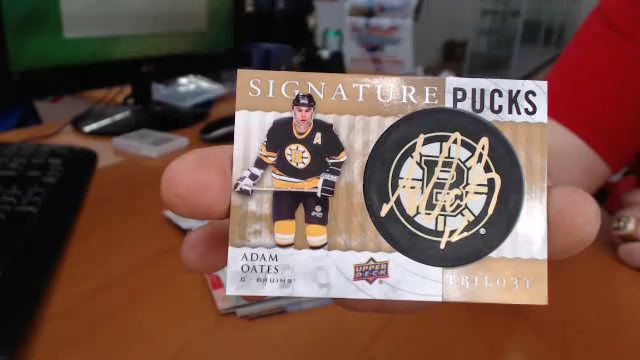 SIGNATURE PUCKS
A
B
B
ADAM
OATES
C - BRUINS
UPPER
DECK
TRILOGY